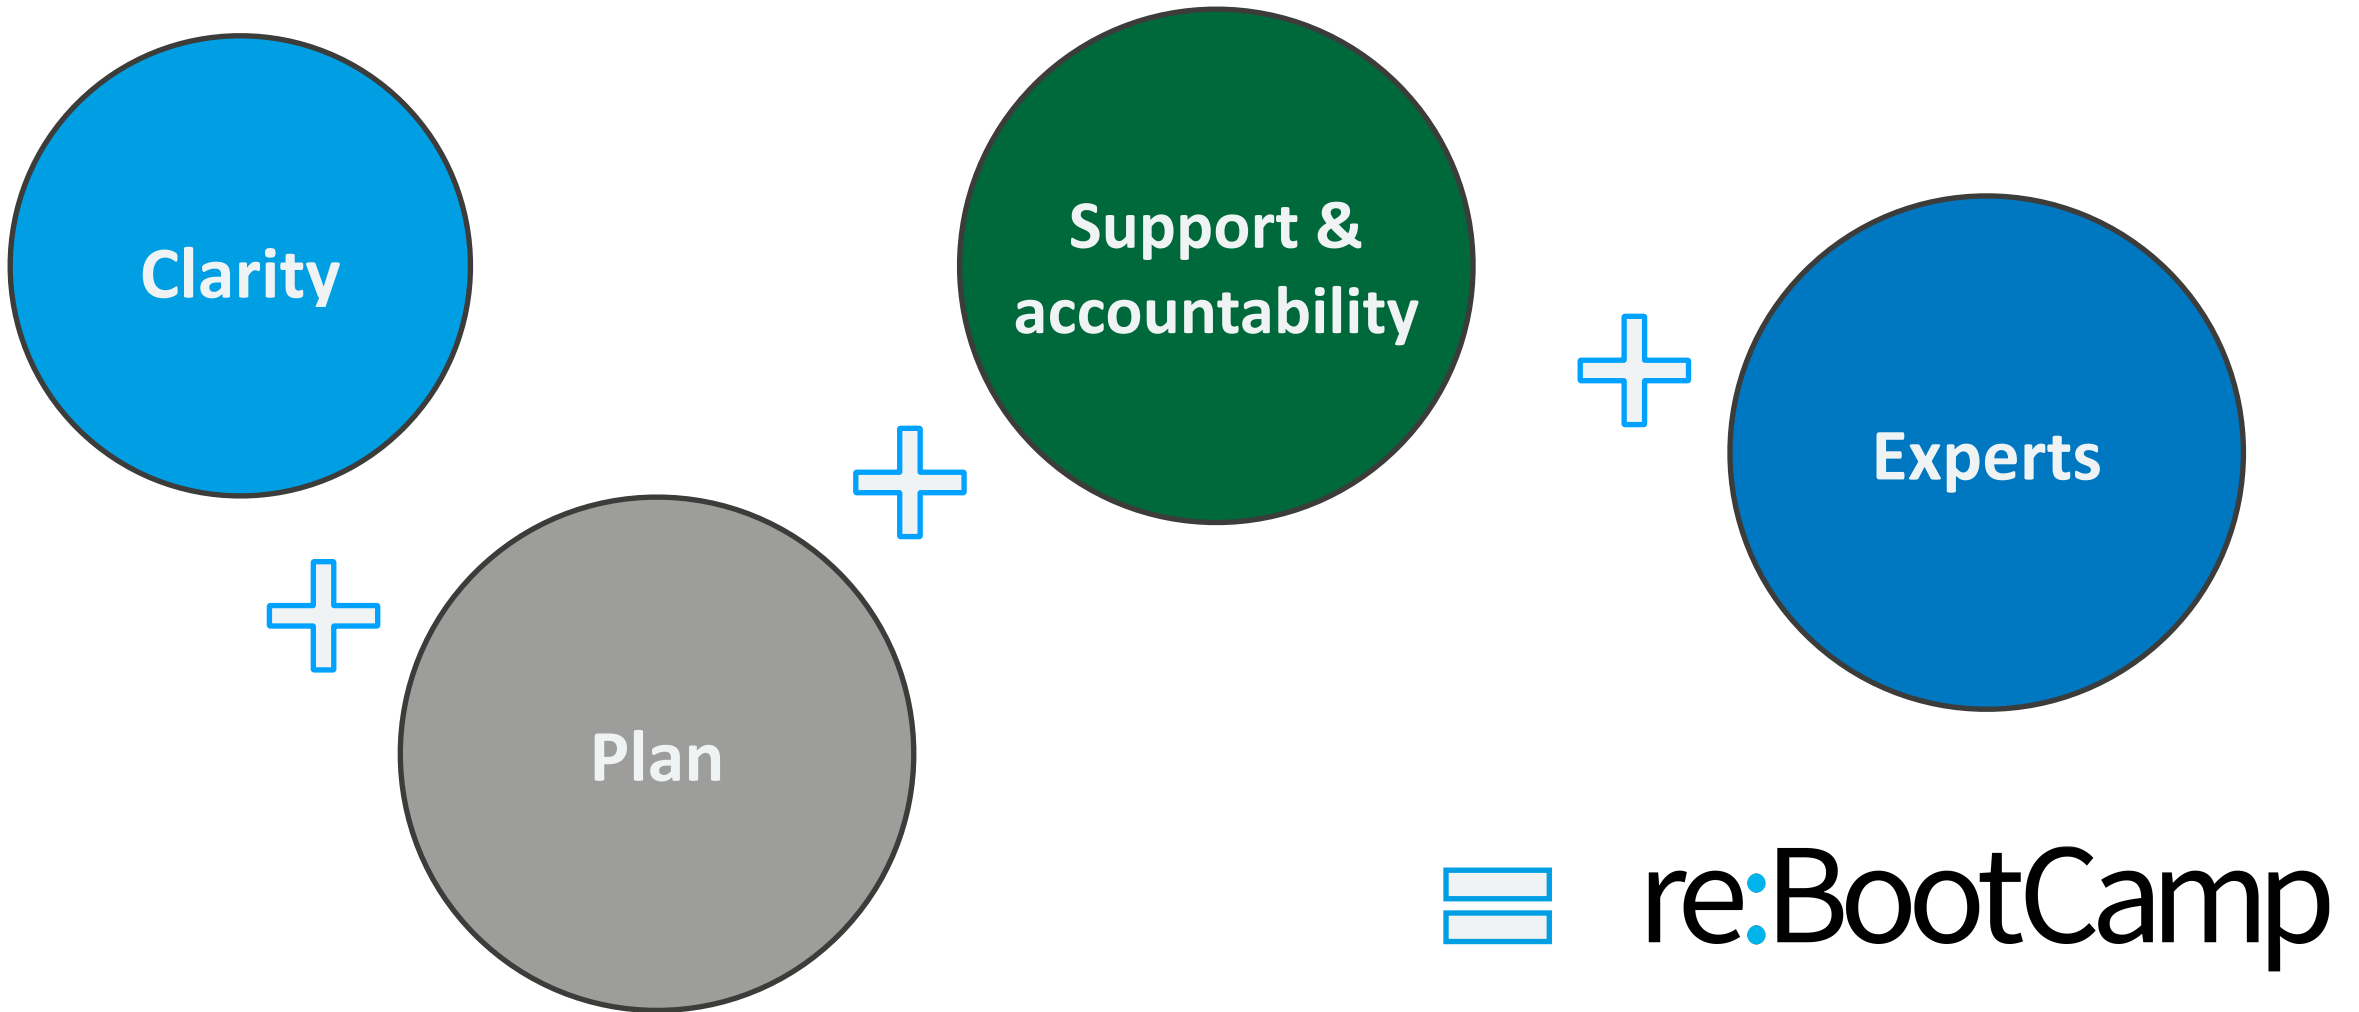 Clarity
Plan
Support &
accountability
Experts
re:BootCamp